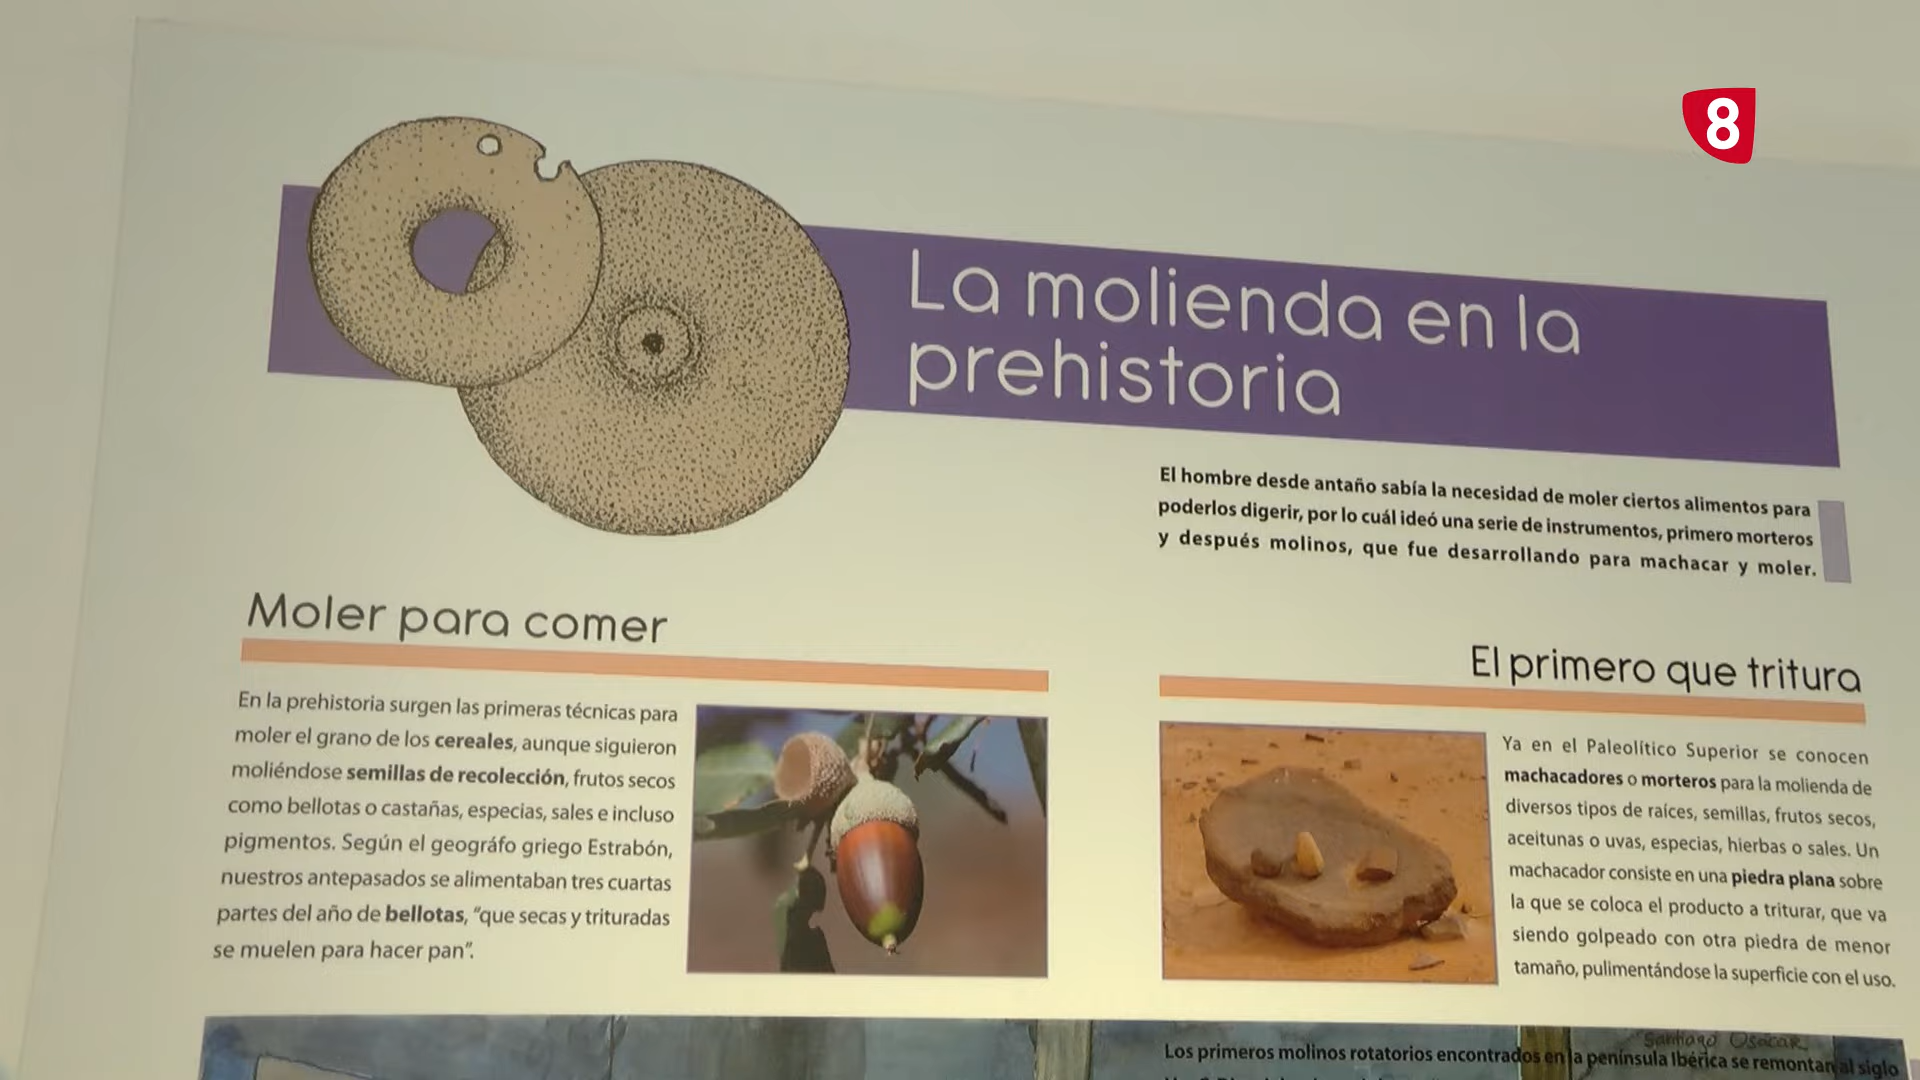 8
La molienda en la
prehistoria
El hombre desde antaño sabía la necesidad de moler ciertos alimentos para
poderlos digerir, por lo cuál ideó una serie de instrumentos, primero morteros
y después molinos, que fue desarrollando para machacar y moler.
Moler para comer
En la prehistoria surgen las primeras técnicas para
moler el grano de los cereales, aunque siguieron
moliéndose semillas de recolección, frutos secos
como bellotas o castañas, especias, sales e incluso
pigmentos. Según el geográfo griego Estrabón,
nuestros antepasados se alimentaban tres cuartas
partes del año de bellotas, “que secas y trituradas
se muelen para hacer pan”.
El primero que tritura
Ya en el Paleolítico Superior se conocen
machacadores o morteros para la molienda de
diversos tipos de raíces, semillas, frutos secos,
aceitunas o uvas, especias, hierbas o sales. Un
machacador consiste en una piedra plana sobre
la que se coloca el producto a triturar, que va
siendo golpeado con otra piedra de menor
tamaño, pulimentándose la superficie con el uso.
Santiago Osácar
Los primeros molinos rotatorios encontrados en la península Ibérica se remontan al siglo